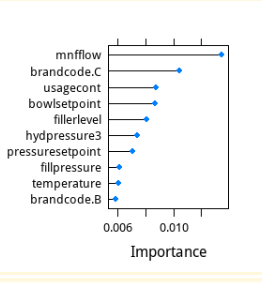 mnfflow
brandcode.C
usagecont
bowlsetpoint
fillerlevel
hydpressure3
pressuresetpoint
fillpressure
temperature
brandcode.B
0.006 0.010
Importance